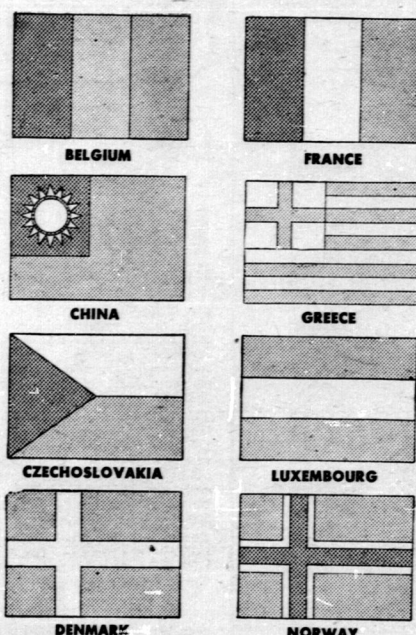 BELGIUM
FRANCE
CHINA
GREECE
CZECHOSLOVAKIA
LUXEMBOURG
DENMARK
NORWAY